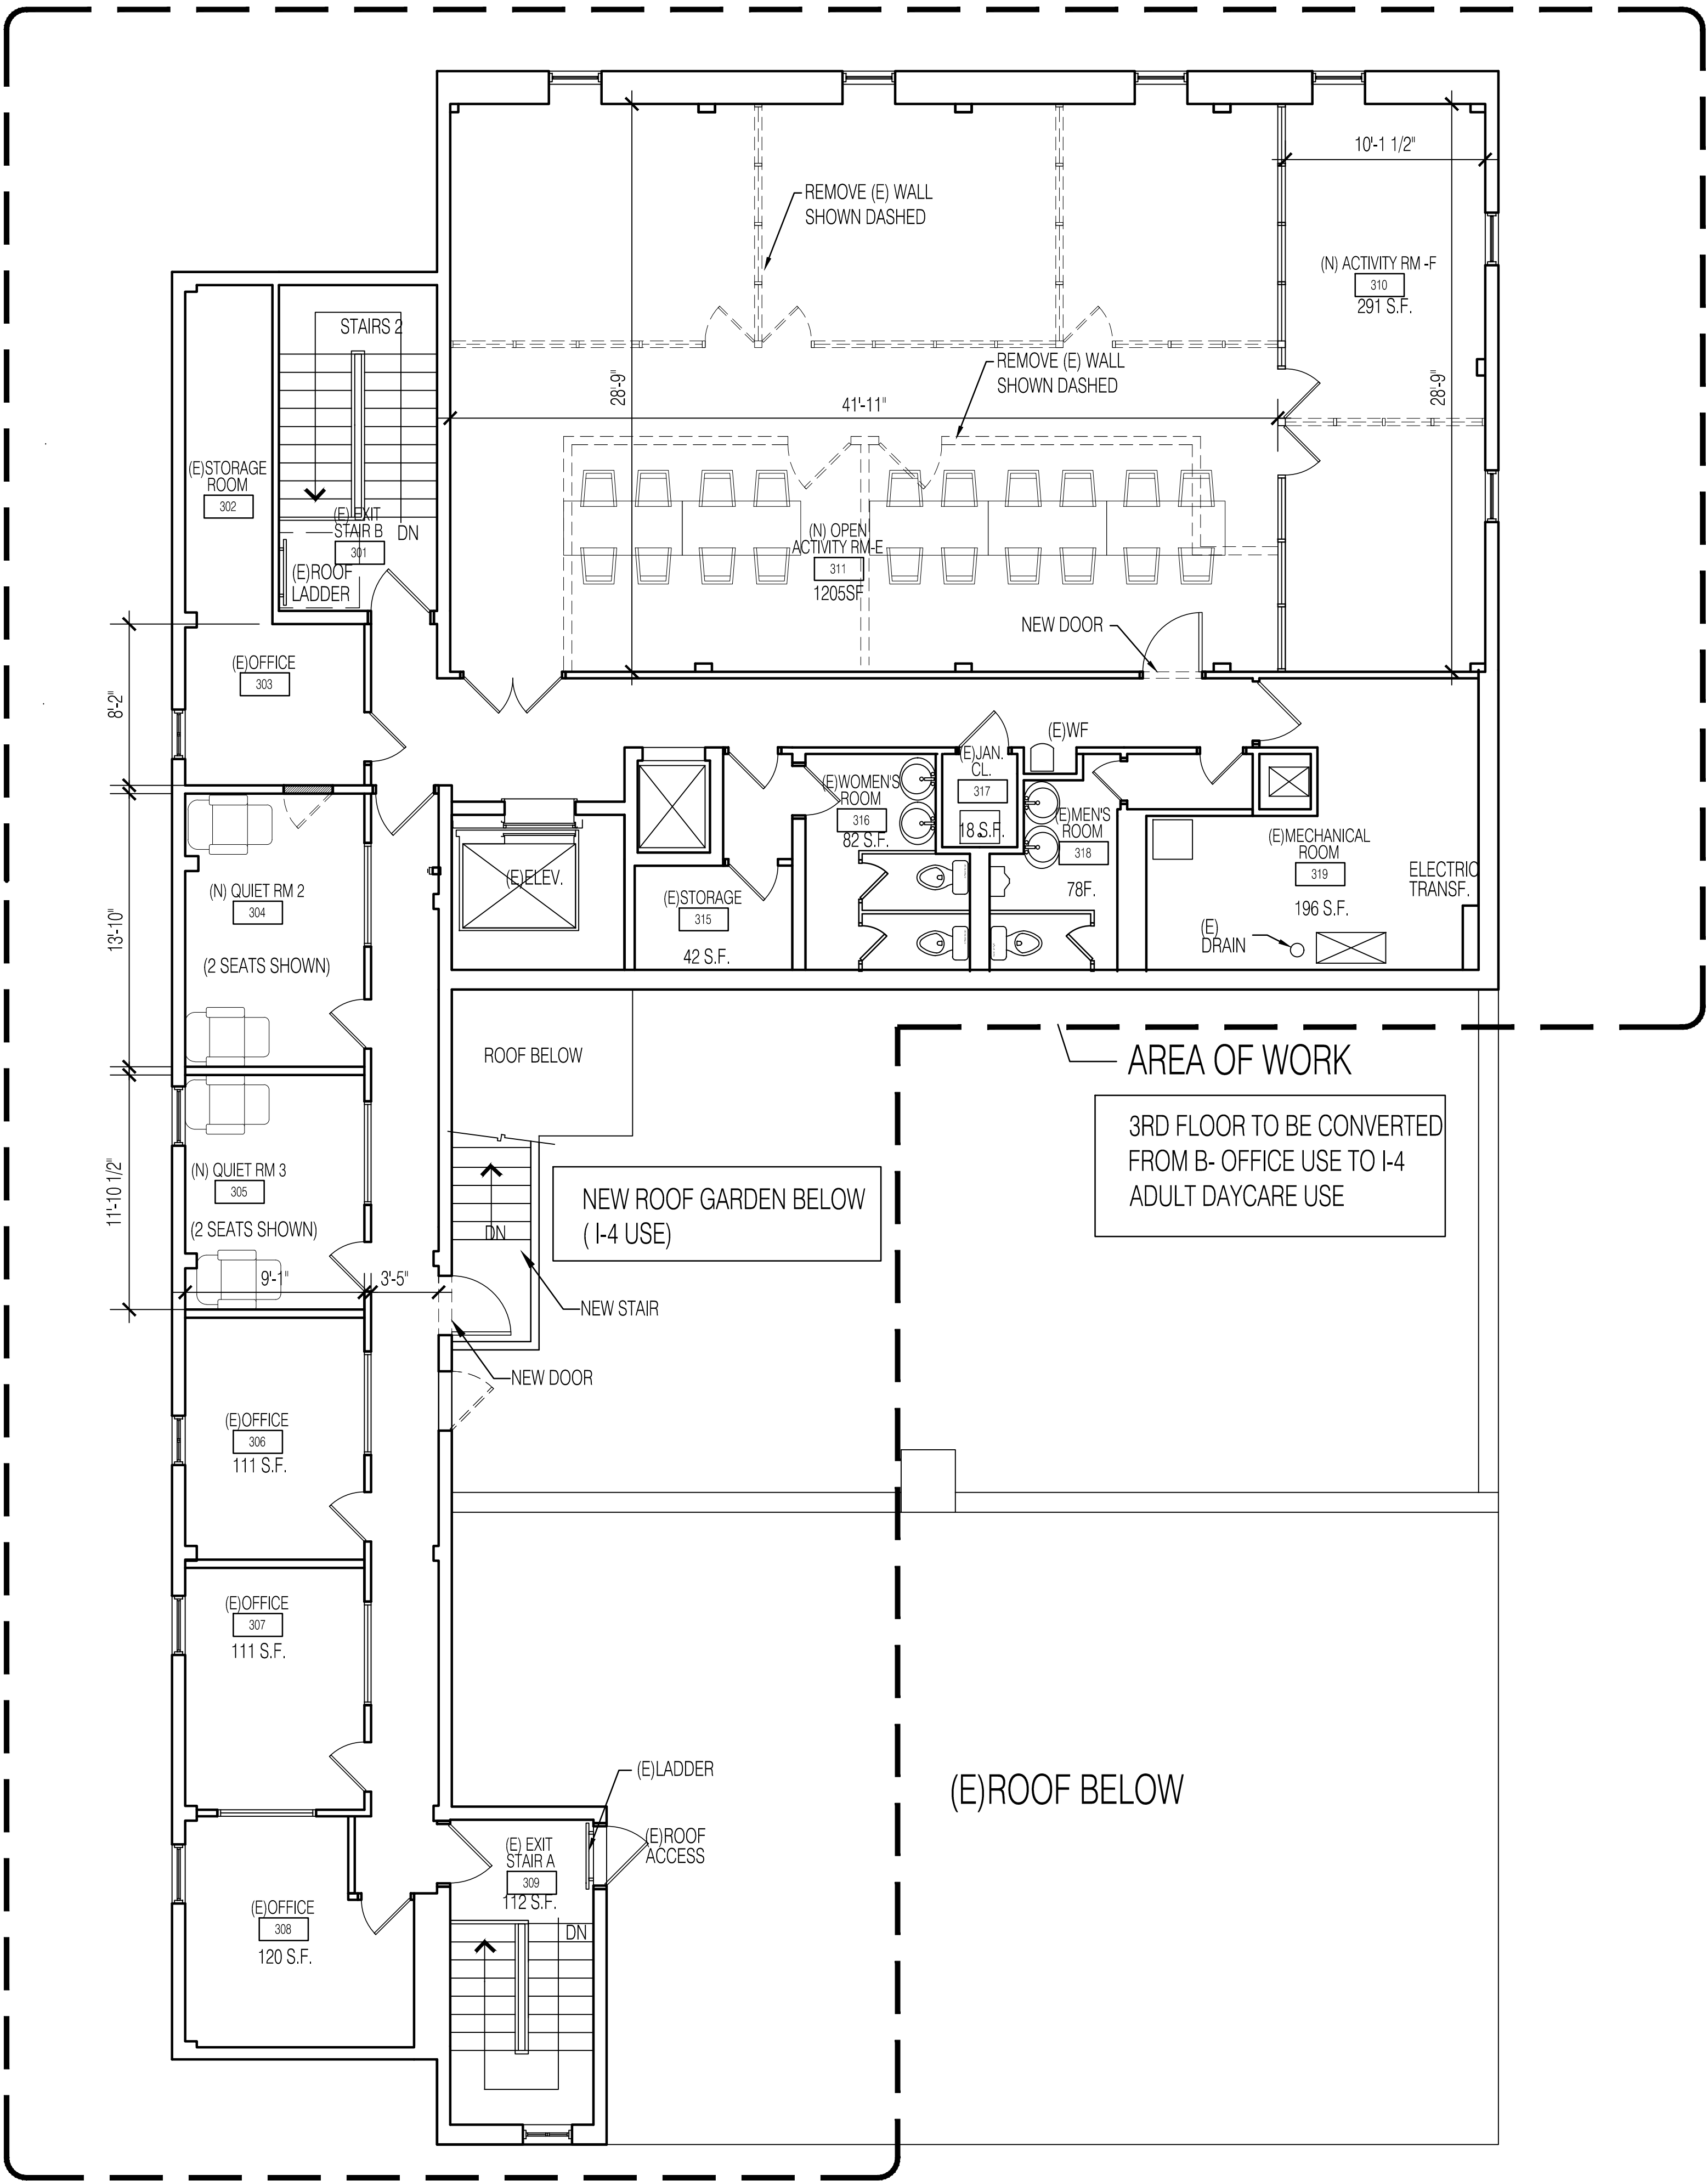 10'-1 1/2"
REMOVE (E) WALL
SHOWN DASHED
(N) ACTIVITY RM -F
310
291 S.F.
STAIRS 2
REMOVE (E) WALL
SHOWN DASHED
28'-9"
28'-9"
41'-11"
(E)STORAGE
ROOM
302
(E) EXIT
STAIR B
301
DN
(E)ROOF
LADDER
(N) OPEN
ACTIVITY RM-E
311
1205SF
NEW DOOR
(E)OFFICE
303
8'-2"
(E)WF
(E)JAN.
CL.
317
18 S.F.
(E)WOMEN'S
ROOM
316
82 S.F.
(E)MEN'S
ROOM
318
78F.
(E)MECHANICAL
ROOM
319
196 S.F.
ELECTRIC
TRANSF.
(E)
DRAIN
(E)ELEV.
(E)STORAGE
315
42 S.F.
(N) QUIET RM 2
304
(2 SEATS SHOWN)
13'-10"
ROOF BELOW
AREA OF WORK
3RD FLOOR TO BE CONVERTED
FROM B- OFFICE USE TO I-4
ADULT DAYCARE USE
(N) QUIET RM 3
305
(2 SEATS SHOWN)
11'-10 1/2"
9'-1"
3'-5"
DN
NEW ROOF GARDEN BELOW
( I-4 USE)
NEW STAIR
NEW DOOR
(E)OFFICE
306
111 S.F.
(E)OFFICE
307
111 S.F.
(E)LADDER
(E)ROOF BELOW
(E)ROOF
ACCESS
(E) EXIT
STAIR A
309
112 S.F.
DN
(E)OFFICE
308
120 S.F.